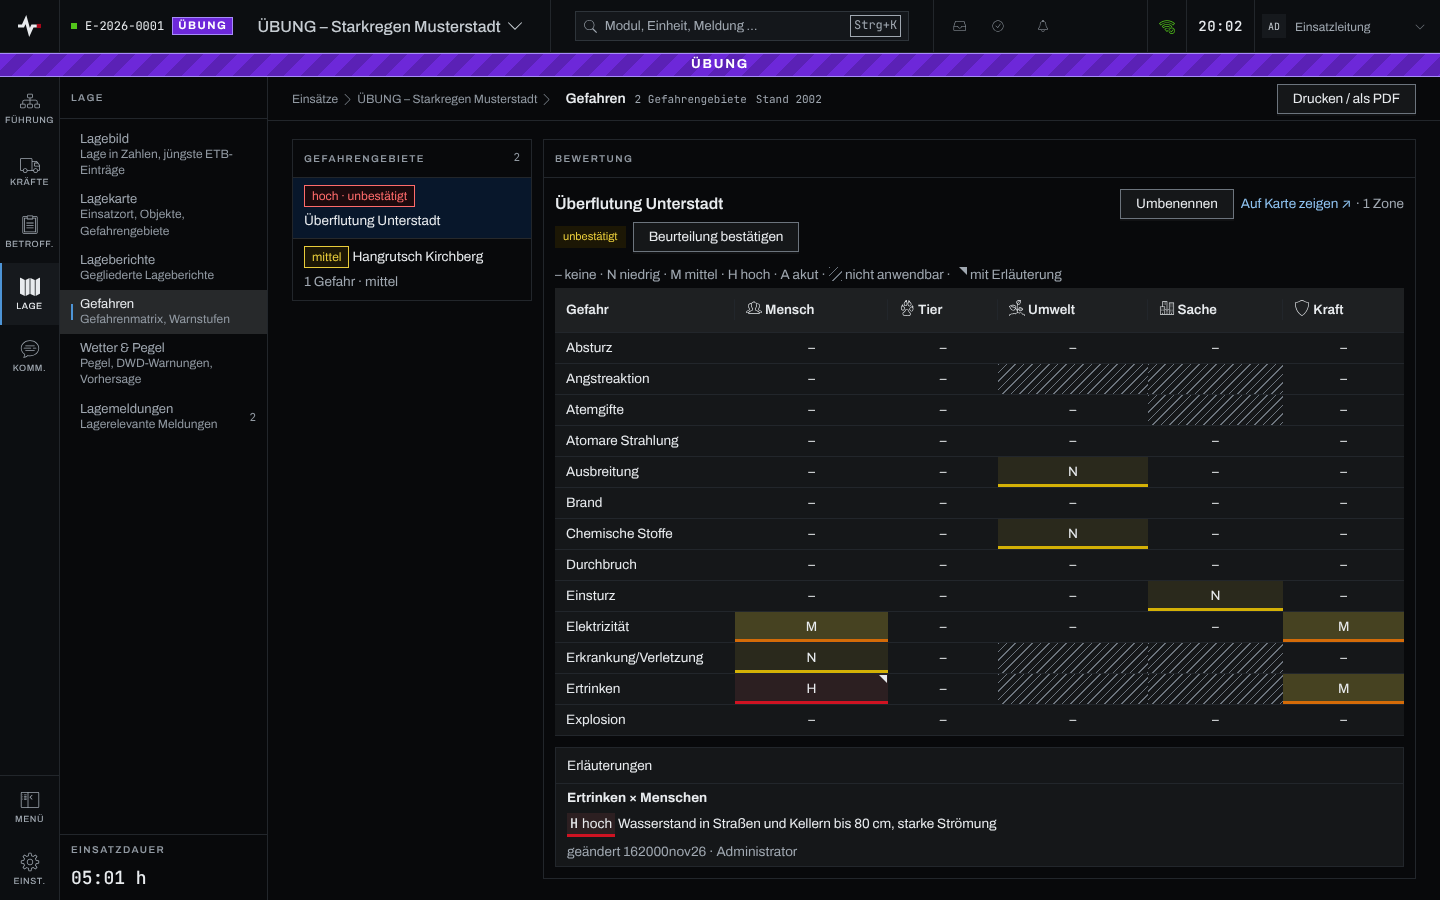 E-2026-0001 ÜBUNG ÜBUNG – Starkregen Musterstadt Modul, Einheit, Meldung ... Strg+K 20:02 AD Einsatzleitung
ÜBUNG
FÜHRUNG
KRÄFTE
BETROFF.
LAGE
KOMM.
MENÜ
EINST.
LAGE
Lagebild
Lage in Zahlen, jüngste ETB-
Einträge
Lagekarte
Einsatzort, Objekte,
Gefahrengebiete
Lageberichte
Gegliederte Lageberichte
Gefahren
Gefahrenmatrix, Warnstufen
Wetter & Pegel
Pegel, DWD-Warnungen,
Vorhersage
Lagemeldungen
Lagerelevante Meldungen 2
EINSATZDAUER
05:01 h
Einsätze ÜBUNG – Starkregen Musterstadt Gefahren 2 Gefahrengebiete Stand 2002 Drucken / als PDF
GEFAHRENGEBIETE 2
hoch · unbestätigt
Überflutung Unterstadt
mittel Hangrutsch Kirchberg
1 Gefahr · mittel
BEWERTUNG
Überflutung Unterstadt Umbenennen Auf Karte zeigen ↗ · 1 Zone
unbestätigt Beurteilung bestätigen
– keine · N niedrig · M mittel · H hoch · A akut · nicht anwendbar · mit Erläuterung
Gefahr Mensch Tier Umwelt Sache Kraft
Absturz – – – – –
Angstreaktion – – –
Atemgifte – – – –
Atomare Strahlung – – – – –
Ausbreitung – – N – –
Brand – – – – –
Chemische Stoffe – – N – –
Durchbruch – – – – –
Einsturz – – – N –
Elektrizität M – – – M
Erkrankung/Verletzung N – –
Ertrinken H – M
Explosion – – – – –
Erläuterungen
Ertrinken × Menschen
H hoch Wasserstand in Straßen und Kellern bis 80 cm, starke Strömung
geändert 162000nov26 · Administrator